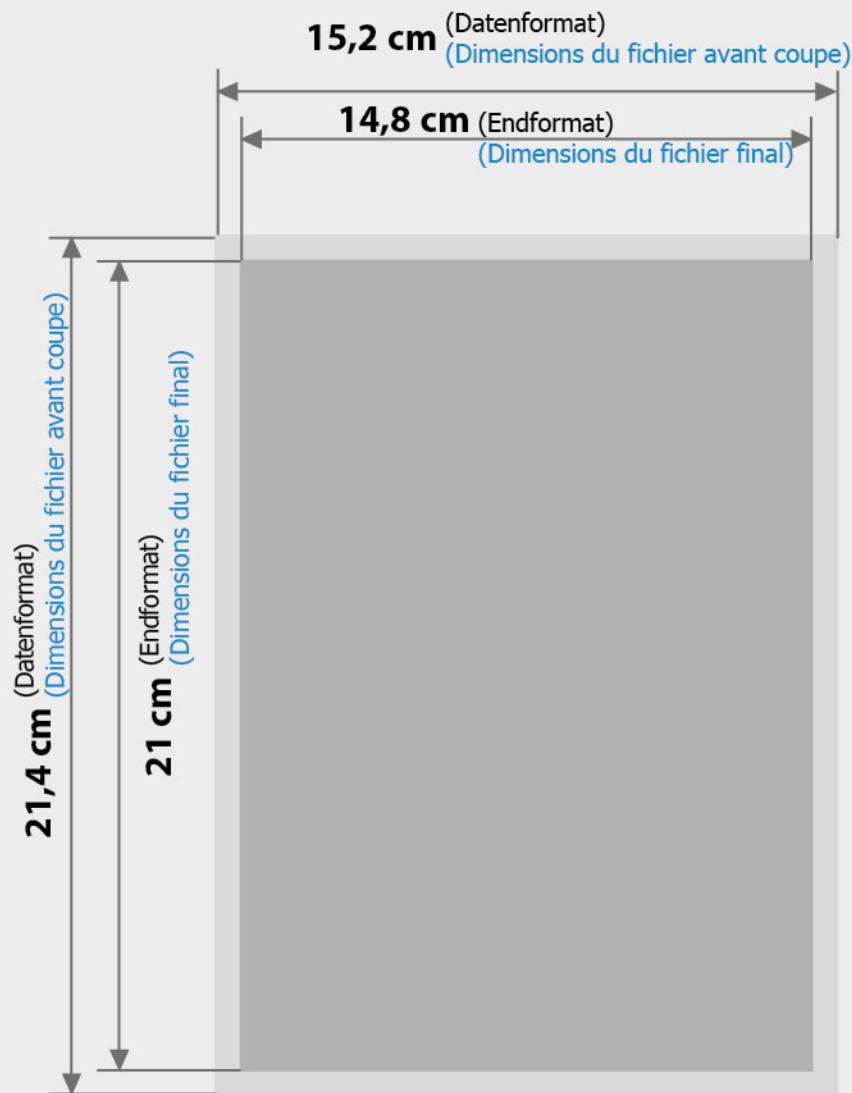 15,2 cm (Datenformat)
(Dimensions du fichier avant coupe)
14,8 cm (Endformat)
(Dimensions du fichier final)
21,4 cm (Datenformat)
(Dimensions du fichier avant coupe)
21 cm (Endformat)
(Dimensions du fichier final)